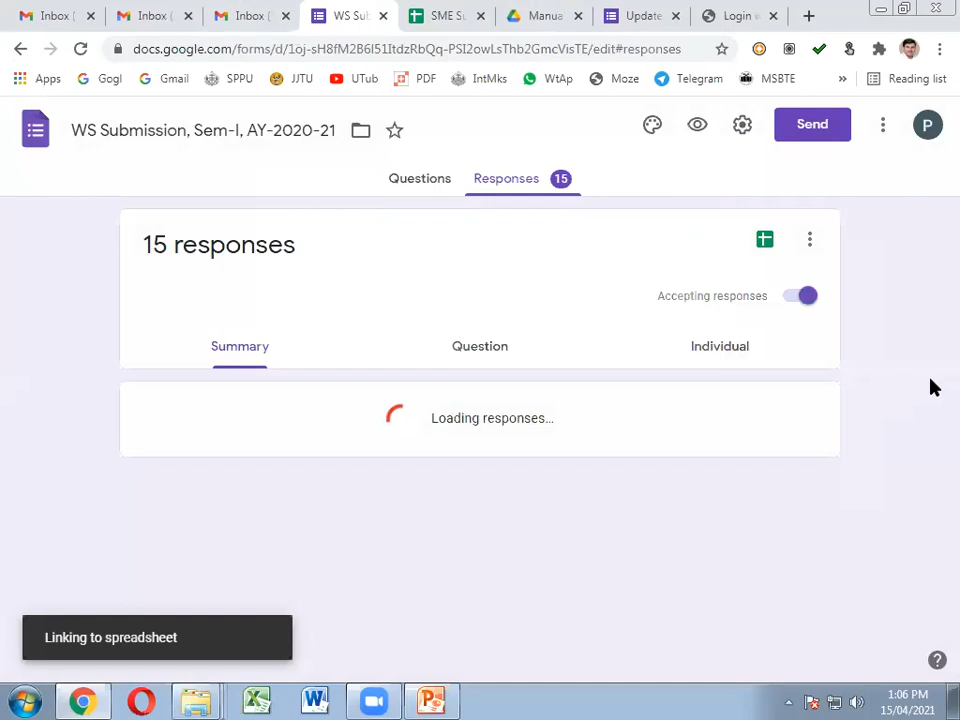 Inbox (
Inbox (
Inbox (
WS Sub
SME Su
Manua
Update
Login
docs.google.com/forms/d/1oj-sH8fM2B6l51ItdzRbQq-PSI2owLsThb2GmcVisTE/edit#responses
Apps
Gogl
Gmail
SPPU
JJTU
UTub
PDF
IntMks
WtAp
Moze
Telegram
MSBTE
»
Reading list
WS Submission, Sem-I, AY-2020-21
Send
P
Questions
Responses 15
15 responses
Accepting responses
Summary
Question
Individual
Loading responses...
Linking to spreadsheet
1:06 PM
15/04/2021